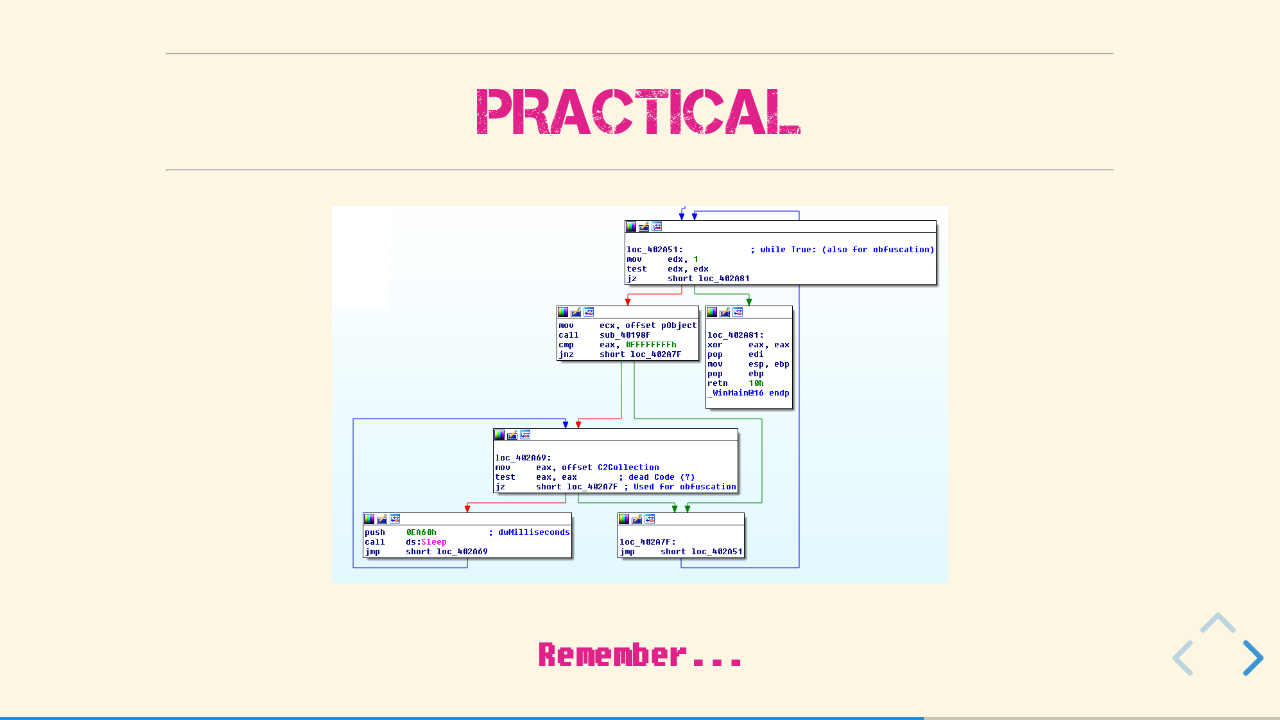 PRACTICAL
loc_402A51: ; while True: (also for obfuscation)
mov edx, 1
test edx, edx
jz short loc_402A81
mov ecx, offset pObject
call sub_40198F
cmp eax, 0FFFFFFFFh
jnz short loc_402A7F
loc_402A81:
xor eax, eax
pop edi
mov esp, ebp
pop ebp
retn 10h
_WinMain@16 endp
loc_402A69:
mov eax, offset C2Collection
test eax, eax ; dead Code (?)
jz short loc_402A7F ; Used for obfuscation
push 0EA60h ; dwMilliseconds
call ds:Sleep
jmp short loc_402A69
loc_402A7F:
jmp short loc_402A51
Remember...